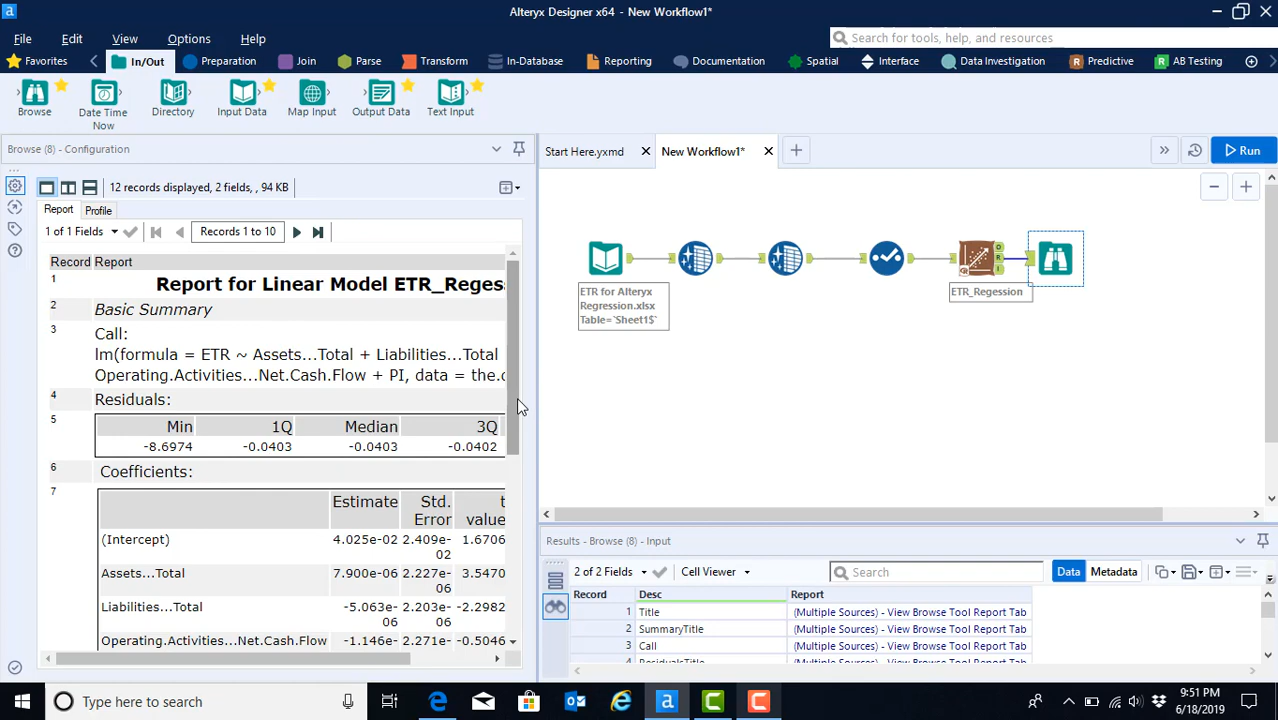 Alteryx Designer x64 - New Workflow1*
File Edit View Options Help
Search for tools, help, and resources
Favorites In/Out Preparation Join Parse Transform In-Database Reporting Documentation Spatial Interface Data Investigation Predictive AB Testing
Browse Date Time Now Directory Input Data Map Input Output Data Text Input
Browse (8) - Configuration
Start Here.yxmd New Workflow1* Run
12 records displayed, 2 fields, , 94 KB
Report Profile
1 of 1 Fields Records 1 to 10
Record Report
1 Report for Linear Model ETR_Reges
2 Basic Summary
3 Call:
lm(formula = ETR ~ Assets...Total + Liabilities...Total
Operating.Activities...Net.Cash.Flow + PI, data = the.c
4 Residuals:
5 Min 1Q Median 3Q
-8.6974 -0.0403 -0.0403 -0.0402
6 Coefficients:
7 Estimate Std. Error t value
(Intercept) 4.025e-02 2.409e-02 1.6706
Assets...Total 7.900e-06 2.227e-06 3.5470
Liabilities...Total -5.063e-06 2.203e-06 -2.2982
Operating.Activities...Net.Cash.Flow -1.146e- 2.271e- -0.5046
ETR for Alteryx
Regression.xlsx
Table=`Sheet1$`
O
R
I
ETR_Regession
Results - Browse (8) - Input
2 of 2 Fields Cell Viewer Search Data Metadata
Record Desc Report
1 Title (Multiple Sources) - View Browse Tool Report Tab
2 SummaryTitle (Multiple Sources) - View Browse Tool Report Tab
3 Call (Multiple Sources) - View Browse Tool Report Tab
4 ResidualsTitle (Multiple Sources) - View Browse Tool Report Tab
Type here to search
9:51 PM
6/18/2019